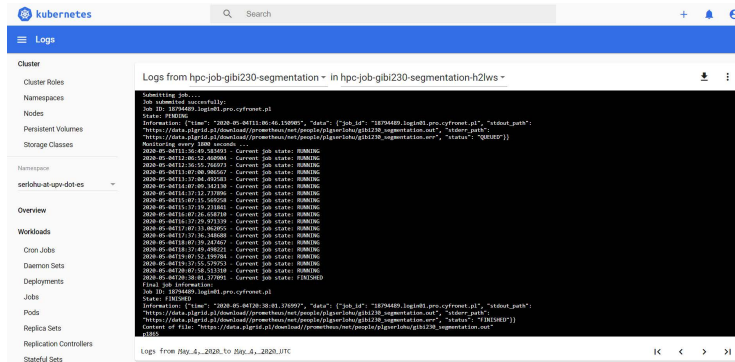 kubernetes
Search
Logs
Cluster
Cluster Roles
Namespaces
Nodes
Persistent Volumes
Storage Classes
Namespace
serlohu-at-upv-dot-es
Overview
Workloads
Cron Jobs
Daemon Sets
Deployments
Jobs
Pods
Replica Sets
Replication Controllers
Stateful Sets
Logs from hpc-job-gibi230-segmentation in hpc-job-gibi230-segmentation-h2lws
Submitting job....
Job submmited succesfully:
Job ID: 18794489.login01.pro.cyfronet.pl
State: PENDING
Information: {"time": "2020-05-04T11:06:46.150905", "data": {"job_id": "18794489.login01.pro.cyfronet.pl", "stdout_path":
"https://data.plgrid.pl/download//prometheus/net/people/plgserlohu/gibi230_segmentation.out", "stderr_path":
"https://data.plgrid.pl/download//prometheus/net/people/plgserlohu/gibi230_segmentation.err", "status": "QUEUED"}}
Monitoring every 1800 seconds ...
2020-05-04T11:36:49.583493 - Current job state: RUNNING
2020-05-04T12:06:52.460904 - Current job state: RUNNING
2020-05-04T12:36:55.766973 - Current job state: RUNNING
2020-05-04T13:07:00.906567 - Current job state: RUNNING
2020-05-04T13:37:04.492583 - Current job state: RUNNING
2020-05-04T14:07:09.342130 - Current job state: RUNNING
2020-05-04T14:37:12.737896 - Current job state: RUNNING
2020-05-04T15:07:15.569258 - Current job state: RUNNING
2020-05-04T15:37:19.231841 - Current job state: RUNNING
2020-05-04T16:07:26.658710 - Current job state: RUNNING
2020-05-04T16:37:29.971339 - Current job state: RUNNING
2020-05-04T17:07:33.062055 - Current job state: RUNNING
2020-05-04T17:37:36.348688 - Current job state: RUNNING
2020-05-04T18:07:39.247467 - Current job state: RUNNING
2020-05-04T18:37:49.498221 - Current job state: RUNNING
2020-05-04T19:07:52.199784 - Current job state: RUNNING
2020-05-04T19:37:55.579753 - Current job state: RUNNING
2020-05-04T20:07:58.513310 - Current job state: RUNNING
2020-05-04T20:38:01.377091 - Current job state: FINISHED
Final job information:
Job ID: 18794489.login01.pro.cyfronet.pl
State: FINISHED
Information: {"time": "2020-05-04T20:38:01.376997", "data": {"job_id": "18794489.login01.pro.cyfronet.pl", "stdout_path":
"https://data.plgrid.pl/download//prometheus/net/people/plgserlohu/gibi230_segmentation.out", "stderr_path":
"https://data.plgrid.pl/download//prometheus/net/people/plgserlohu/gibi230_segmentation.err", "status": "FINISHED"}}
Content of file: "https://data.plgrid.pl/download//prometheus/net/people/plgserlohu/gibi230_segmentation.out"
p1865
Logs from May 4, 2020 to May 4, 2020 UTC